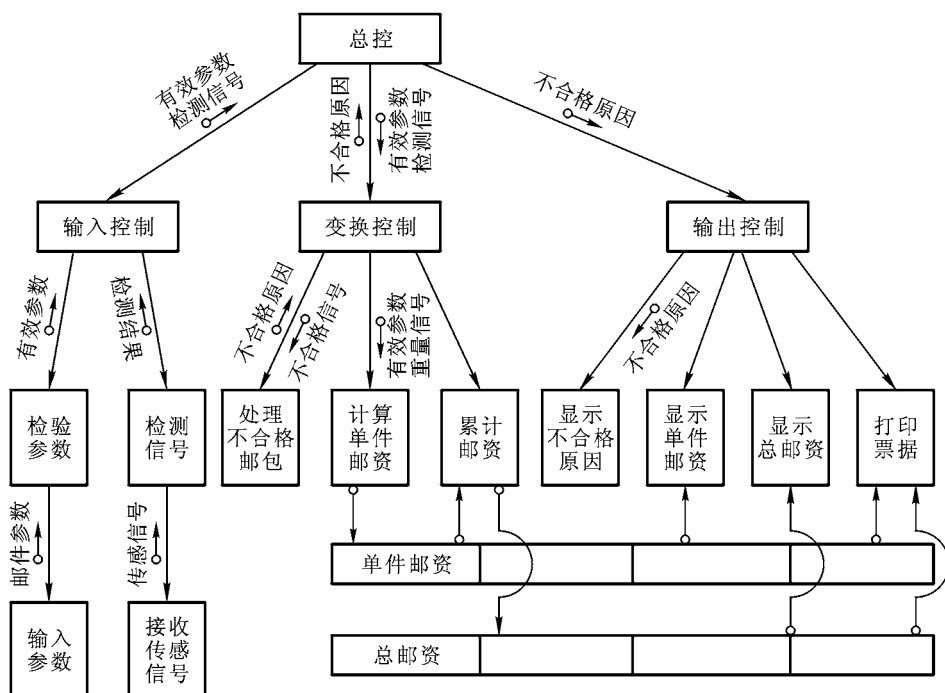 总控
有效参数
检测信号
不合格原因
有效参数
检测信号
不合格原因
输入控制
变换控制
输出控制
有效参数
检测结果
不合格原因
不合格信号
有效参数
重量信号
不合格原因
检验
参数
检测
信号
处理
不合格
邮包
计算
单件
邮资
累计
邮资
显示
不合格
原因
显示
单件
邮资
显示
总邮资
打印
票据
邮件参数
传感信号
单件邮资
输入
参数
接收
传感
信号
总邮资